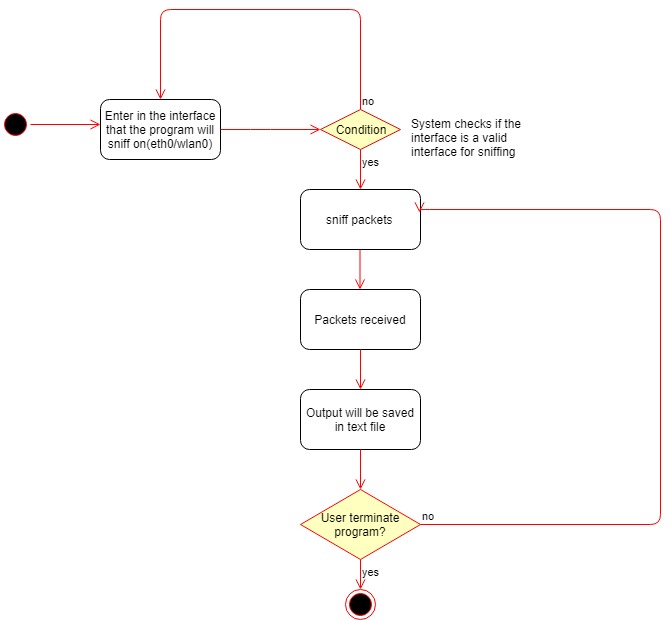 no
Enter in the interface
that the program will
sniff on(eth0/wlan0)
Condition
System checks if the
interface is a valid
interface for sniffing
yes
sniff packets
Packets received
Output will be saved
in text file
User terminate
program?
no
yes